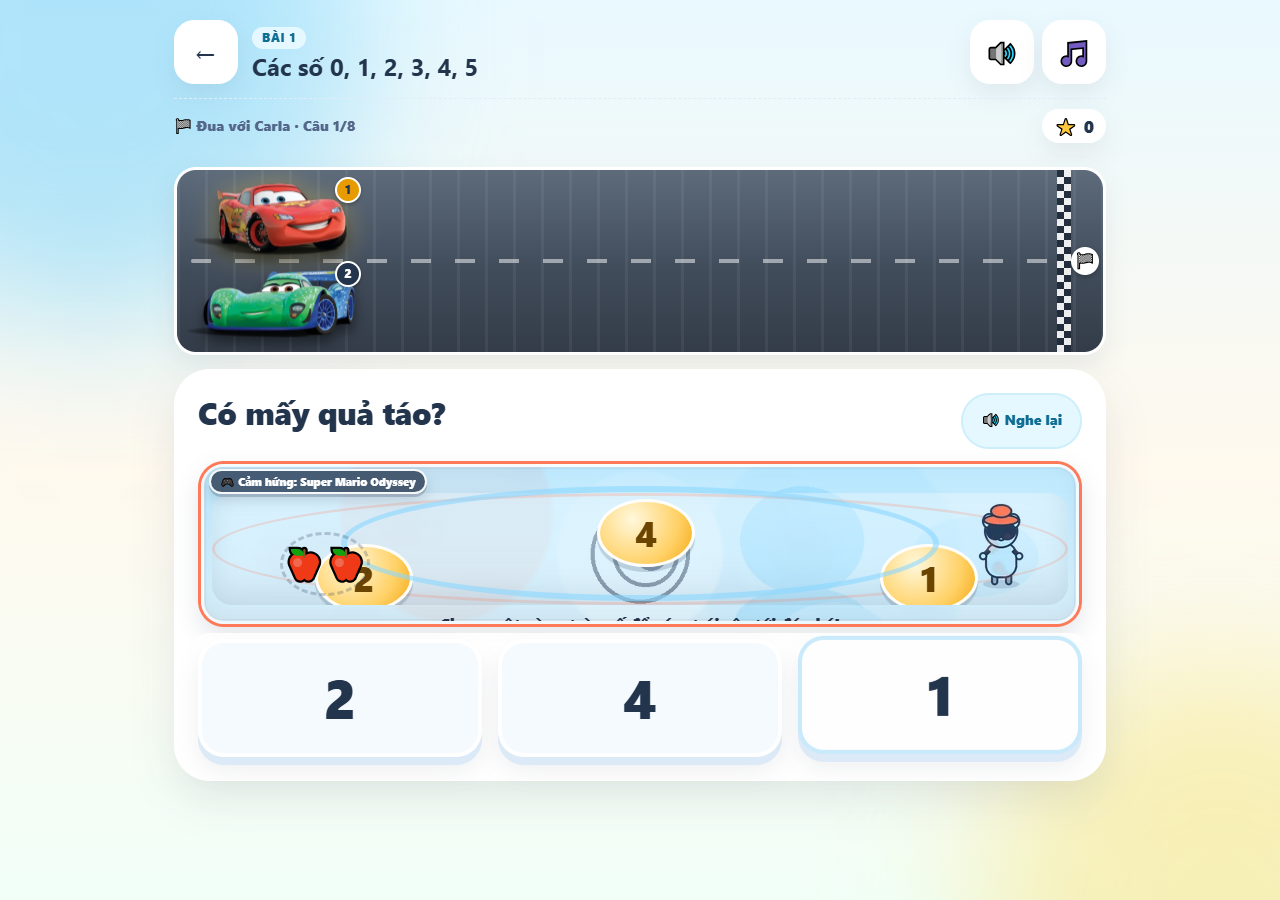 ←
BÀI 1
Các số 0, 1, 2, 3, 4, 5
Đua với Carla · Câu 1/8
0
1
2
Có mấy quả táo?
Nghe lại
Cảm hứng: Super Mario Odyssey
4
2
1
2
4
1